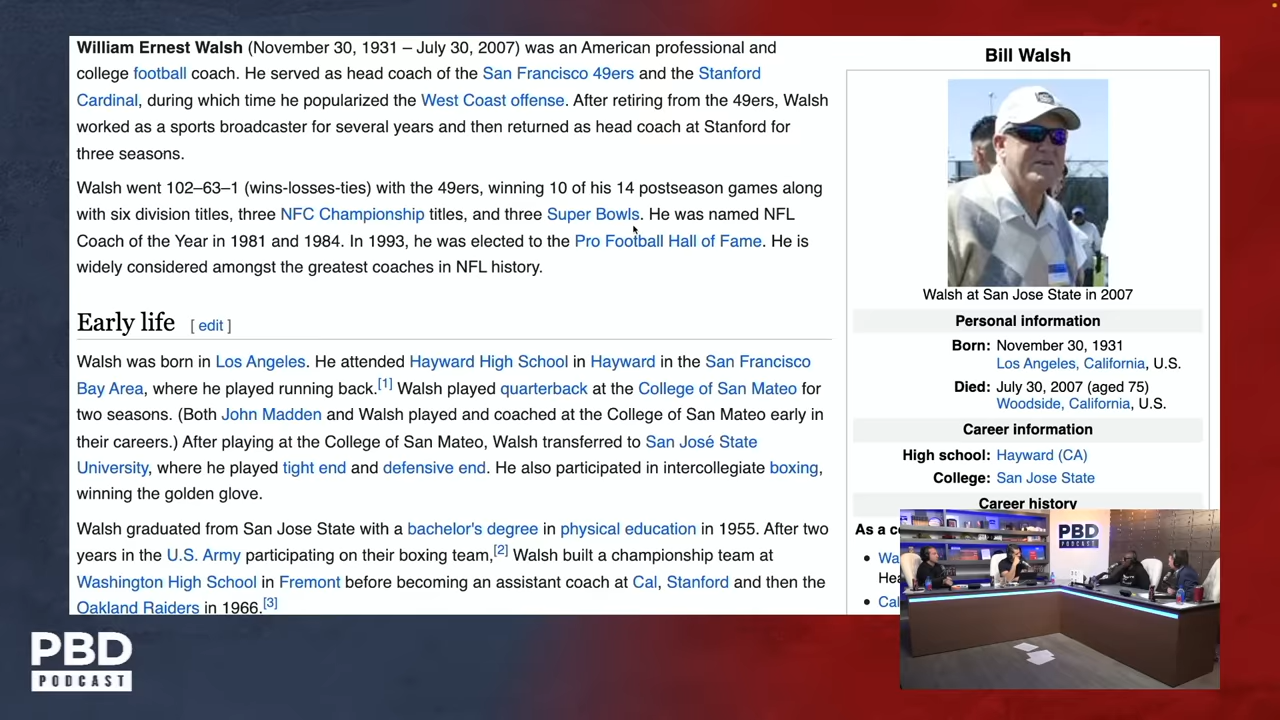 William Ernest Walsh (November 30, 1931 – July 30, 2007) was an American professional and
college football coach. He served as head coach of the San Francisco 49ers and the Stanford
Cardinal, during which time he popularized the West Coast offense. After retiring from the 49ers, Walsh
worked as a sports broadcaster for several years and then returned as head coach at Stanford for
three seasons.
Walsh went 102–63–1 (wins-losses-ties) with the 49ers, winning 10 of his 14 postseason games along
with six division titles, three NFC Championship titles, and three Super Bowls. He was named NFL
Coach of the Year in 1981 and 1984. In 1993, he was elected to the Pro Football Hall of Fame. He is
widely considered amongst the greatest coaches in NFL history.
Early life [ edit ]
Walsh was born in Los Angeles. He attended Hayward High School in Hayward in the San Francisco
Bay Area, where he played running back.[1] Walsh played quarterback at the College of San Mateo for
two seasons. (Both John Madden and Walsh played and coached at the College of San Mateo early in
their careers.) After playing at the College of San Mateo, Walsh transferred to San José State
University, where he played tight end and defensive end. He also participated in intercollegiate boxing,
winning the golden glove.
Walsh graduated from San Jose State with a bachelor's degree in physical education in 1955. After two
years in the U.S. Army participating on their boxing team,[2] Walsh built a championship team at
Washington High School in Fremont before becoming an assistant coach at Cal, Stanford and then the
Oakland Raiders in 1966.[3]
Bill Walsh
Walsh at San Jose State in 2007
Personal information
Born: November 30, 1931
Los Angeles, California, U.S.
Died: July 30, 2007 (aged 75)
Woodside, California, U.S.
Career information
High school: Hayward (CA)
College: San Jose State
Career history
As a c
Wa
Hea
Cal
PBD
PODCAST
PBD
PODCAST